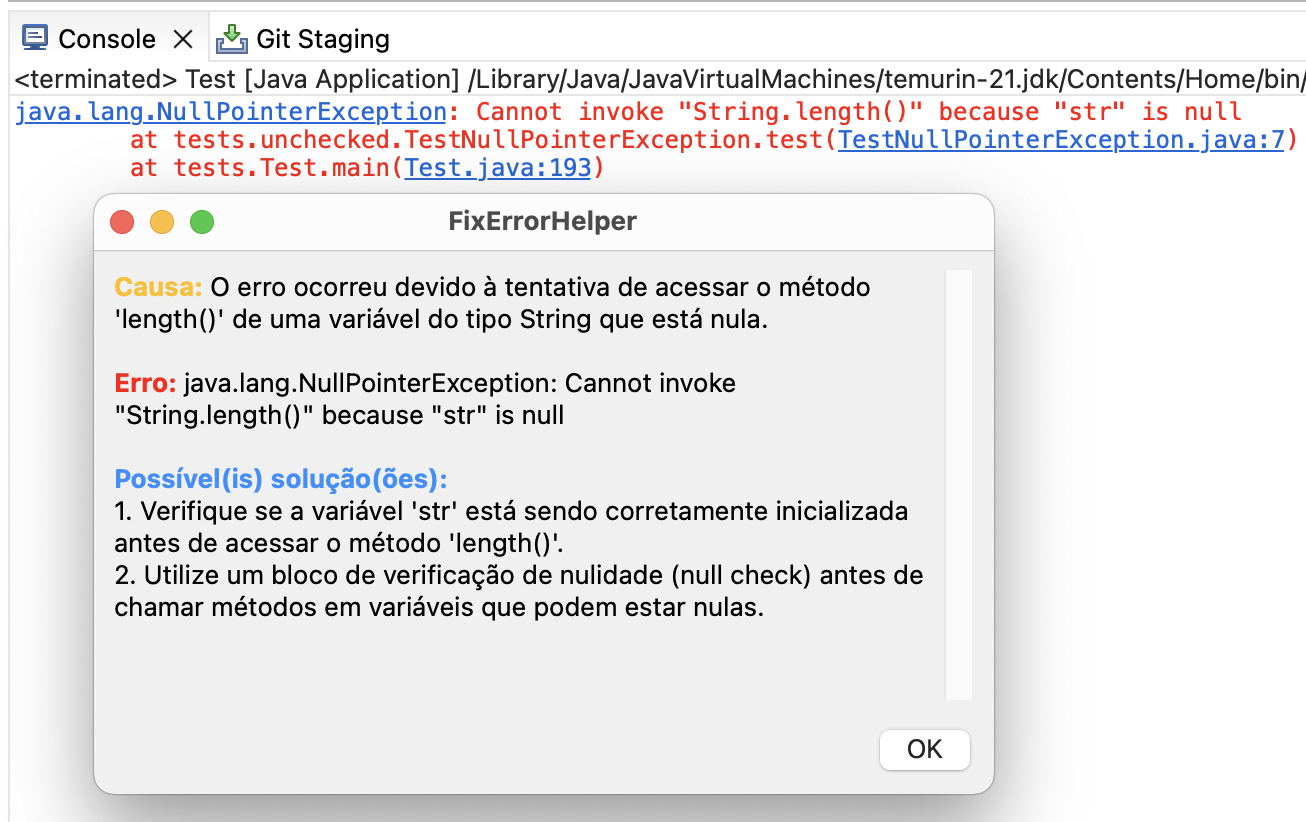 Console
Git Staging
<terminated> Test [Java Application] /Library/Java/JavaVirtualMachines/temurin-21.jdk/Contents/Home/bin/
java.lang.NullPointerException: Cannot invoke "String.length()" because "str" is null
at tests.unchecked.TestNullPointerException.test(TestNullPointerException.java:7)
at tests.Test.main(Test.java:193)
FixErrorHelper
Causa: O erro ocorreu devido à tentativa de acessar o método
'length()' de uma variável do tipo String que está nula.
Erro: java.lang.NullPointerException: Cannot invoke
"String.length()" because "str" is null
Possível(is) solução(ões):
1. Verifique se a variável 'str' está sendo corretamente inicializada
antes de acessar o método 'length()'.
2. Utilize um bloco de verificação de nulidade (null check) antes de
chamar métodos em variáveis que podem estar nulas.
OK